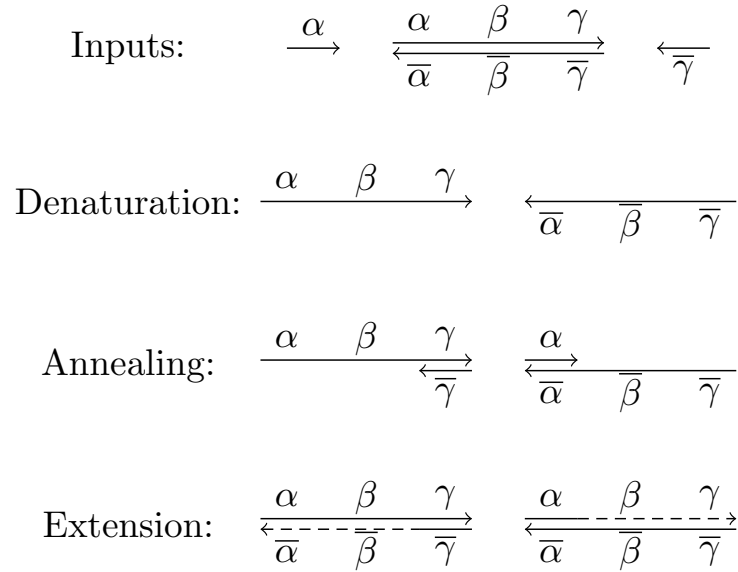 Inputs: α α β γ
α̅ β̅ γ̅ γ̅
Denaturation: α β γ
α̅ β̅ γ̅
Annealing: α β γ α
γ̅ α̅ β̅ γ̅
Extension: α β γ α β γ
α̅ β̅ γ̅ α̅ β̅ γ̅